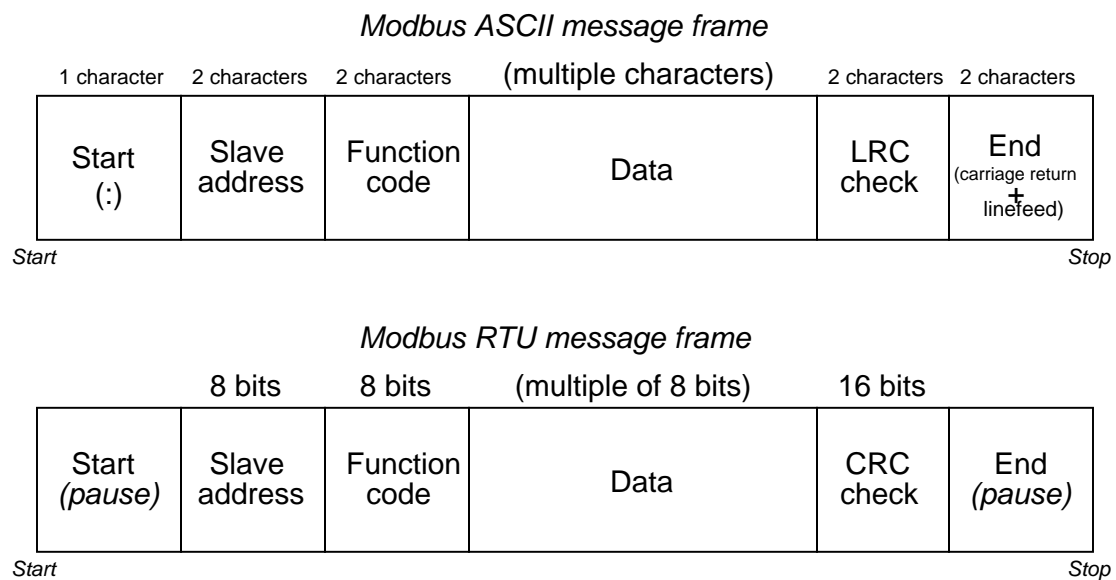 Modbus ASCII message frame
1 character 2 characters 2 characters (multiple characters) 2 characters 2 characters
Start
(:)
Slave
address
Function
code
Data
LRC
check
End
(carriage return
+
linefeed)
Start Stop
Modbus RTU message frame
8 bits 8 bits (multiple of 8 bits) 16 bits
Start
(pause)
Slave
address
Function
code
Data
CRC
check
End
(pause)
Start Stop